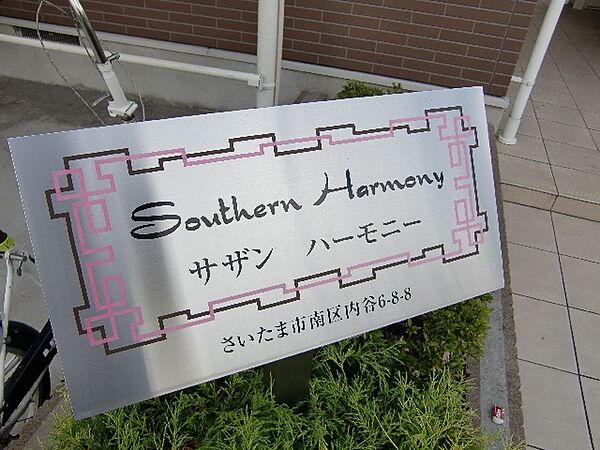 Southern Harmony
サザン ハーモニー
さいたま市南区内谷6-8-8